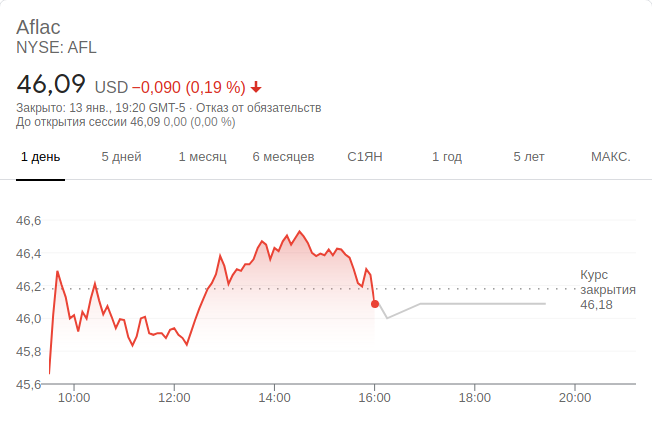 Aflac
NYSE: AFL
46,09 USD −0,090 (0,19 %)
Закрыто: 13 янв., 19:20 GMT-5 · Отказ от обязательств
До открытия сессии 46,09 0,00 (0,00 %)
1 день 5 дней 1 месяц 6 месяцев С1ЯН 1 год 5 лет МАКС.
46,6
46,4
46,2
46,0
45,8
45,6
Курс
закрытия
46,18
10:00 12:00 14:00 16:00 18:00 20:00